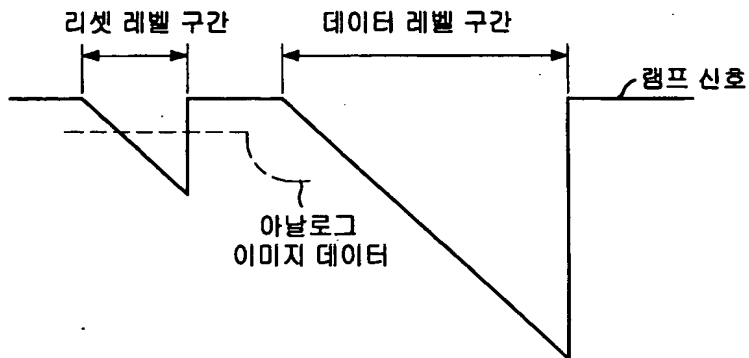 리셋 레벨 구간
데이터 레벨 구간
램프 신호
아날로그
이미지 데이터